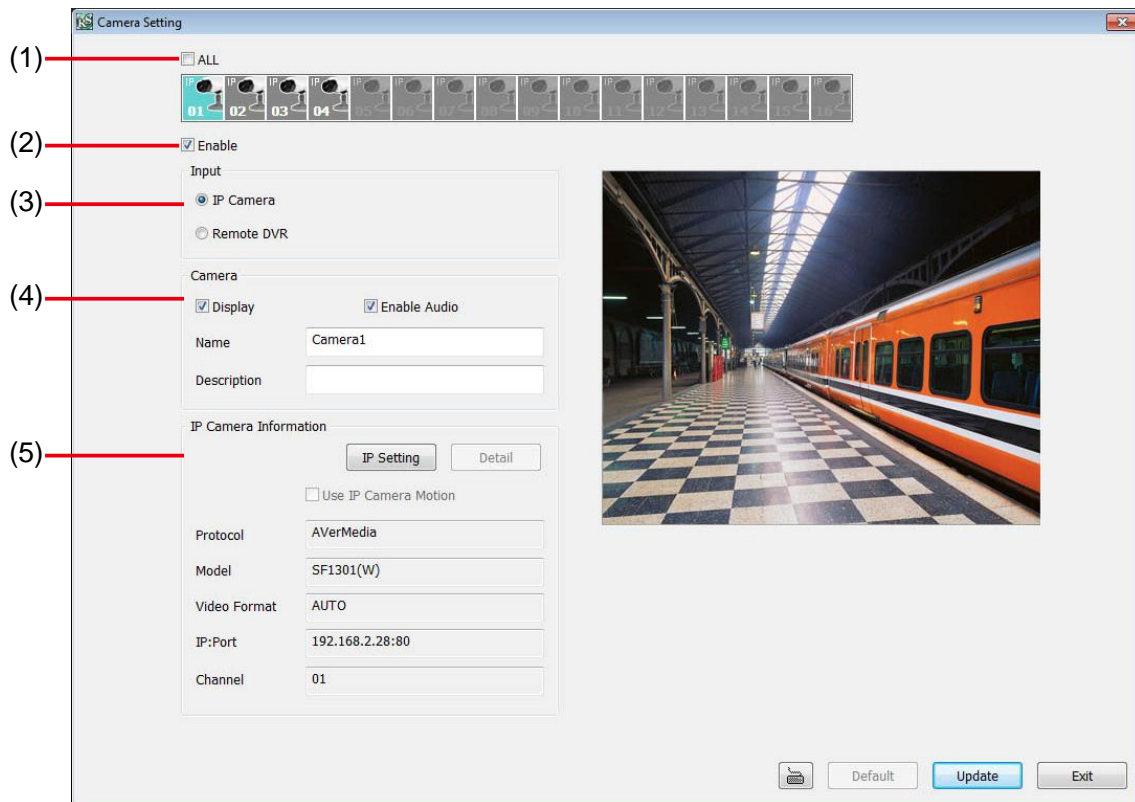 Camera Setting
(1)
ALL
IP IP IP IP IP IP IP IP IP IP IP IP IP IP IP IP
01 02 03 04 05 06 07 08 09 10 11 12 13 14 15 16
(2)
Enable
Input
(3)
IP Camera
Remote DVR
Camera
(4)
Display Enable Audio
Name Camera1
Description
IP Camera Information
(5)
IP Setting Detail
Use IP Camera Motion
Protocol AVerMedia
Model SF1301(W)
Video Format AUTO
IP:Port 192.168.2.28:80
Channel 01
Default Update Exit